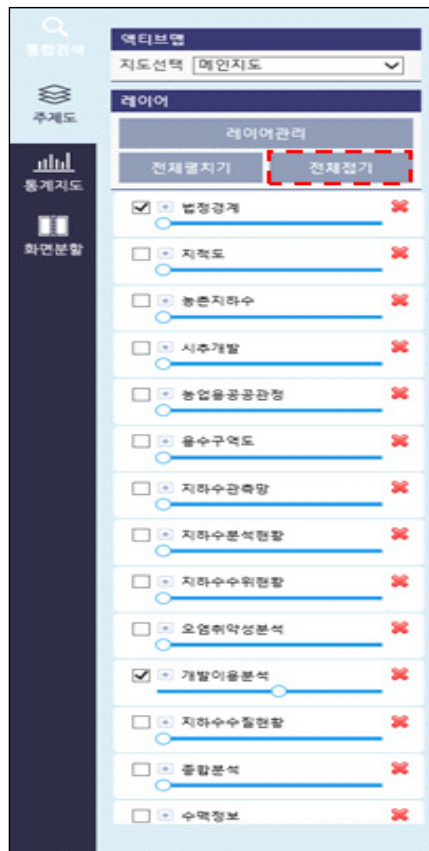 통합검색
주제도
통계지도
화면분할
액티브맵
지도선택 메인지도
레이어
레이어관리
전체펼치기 전체접기
법정경계
지적도
농촌지하수
시추개발
농업용공공관정
용수구역도
지하수관측망
지하수분석현황
지하수수위현황
오염취약성분석
개발이용분석
지하수수질현황
종합분석
수맥정보